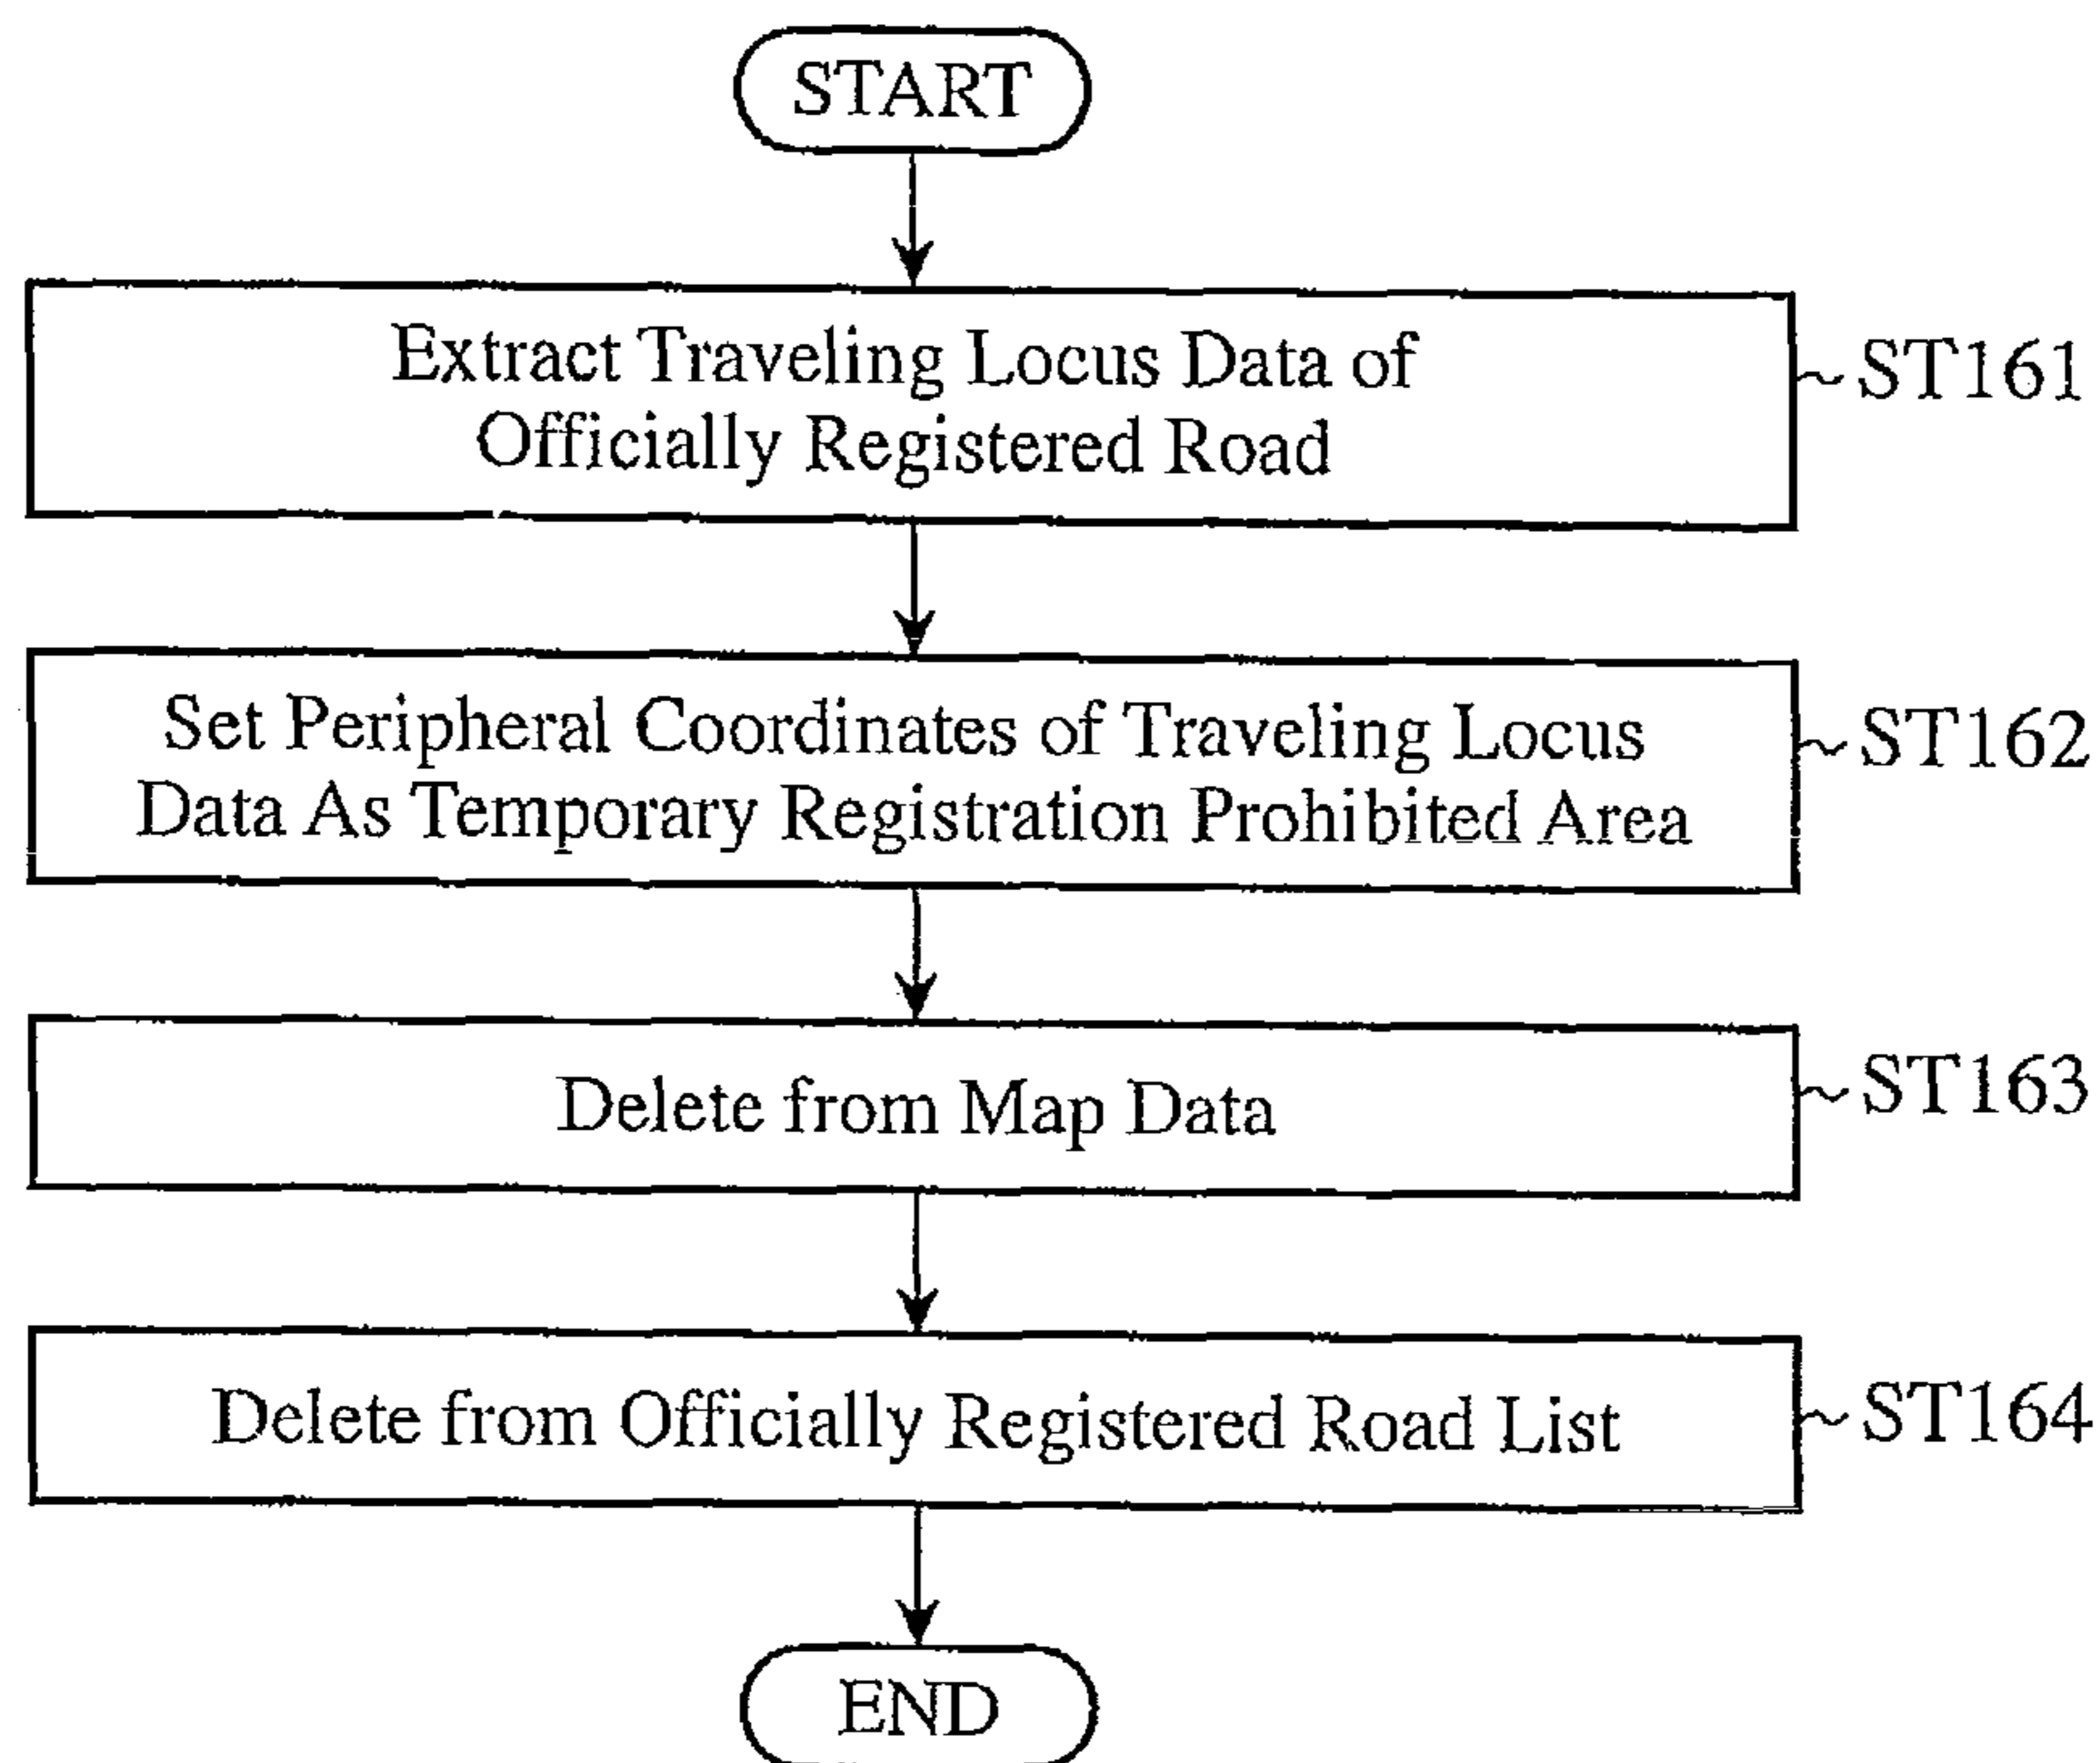 START
Extract Traveling Locus Data of
Officially Registered Road
ST161
Set Peripheral Coordinates of Traveling Locus
Data As Temporary Registration Prohibited Area
ST162
Delete from Map Data
ST163
Delete from Officially Registered Road List
ST164
END